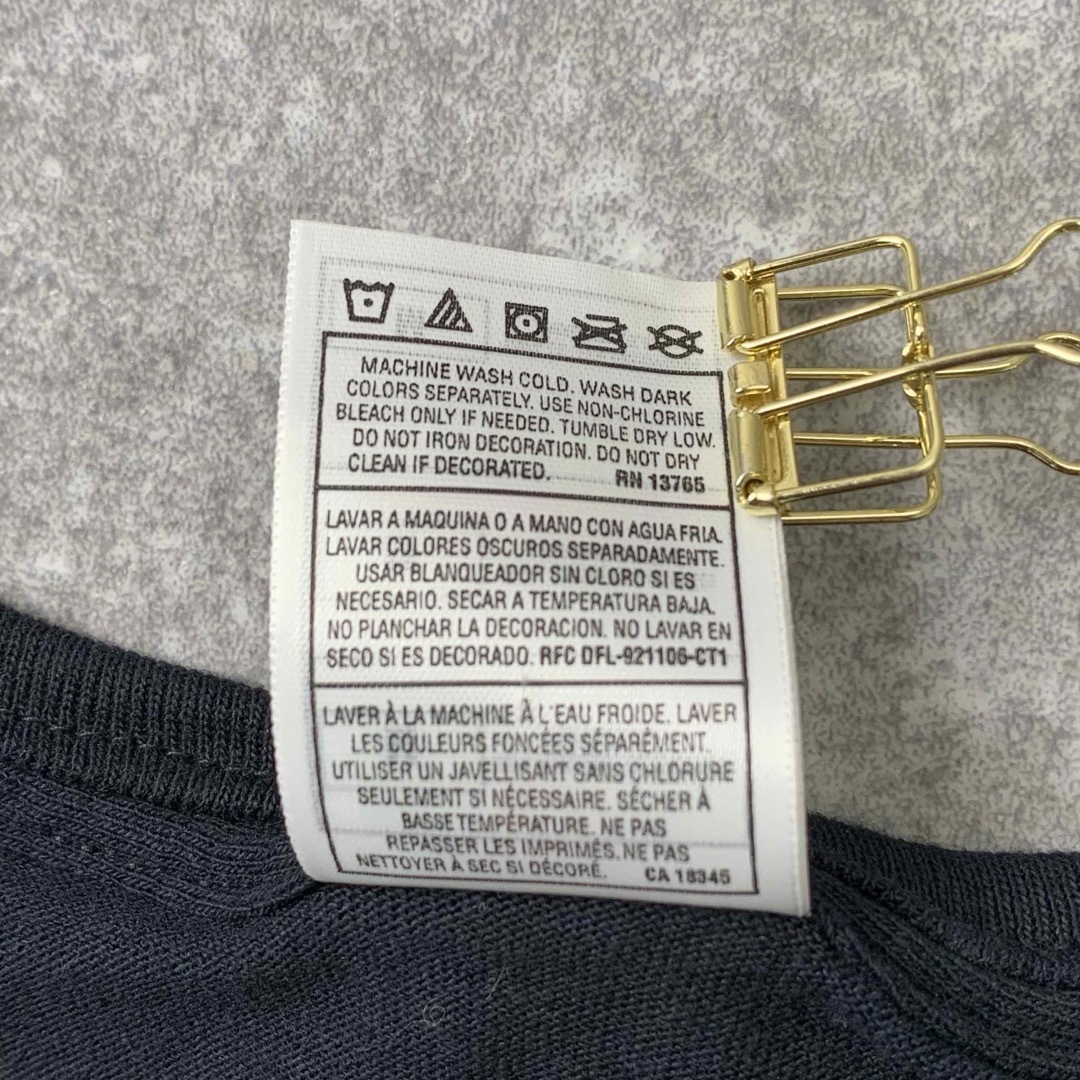 MACHINE WASH COLD. WASH DARK
COLORS SEPARATELY. USE NON-CHLORINE
BLEACH ONLY IF NEEDED. TUMBLE DRY LOW.
DO NOT IRON DECORATION. DO NOT DRY
CLEAN IF DECORATED. RN 13765
LAVAR A MAQUINA O A MANO CON AGUA FRIA.
LAVAR COLORES OSCUROS SEPARADAMENTE.
USAR BLANQUEADOR SIN CLORO SI ES
NECESARIO. SECAR A TEMPERATURA BAJA.
NO PLANCHAR LA DECORACION. NO LAVAR EN
SECO SI ES DECORADO. RFC DFL-921106-CT1
LAVER À LA MACHINE À L'EAU FROIDE. LAVER
LES COULEURS FONCÉES SÉPARÉMENT.
UTILISER UN JAVELLISANT SANS CHLORURE
SEULEMENT SI NÉCESSAIRE. SÉCHER À
BASSE TEMPÉRATURE. NE PAS
REPASSER LES IMPRIMÉS. NE PAS
NETTOYER À SEC SI DÉCORÉ. CA 18345